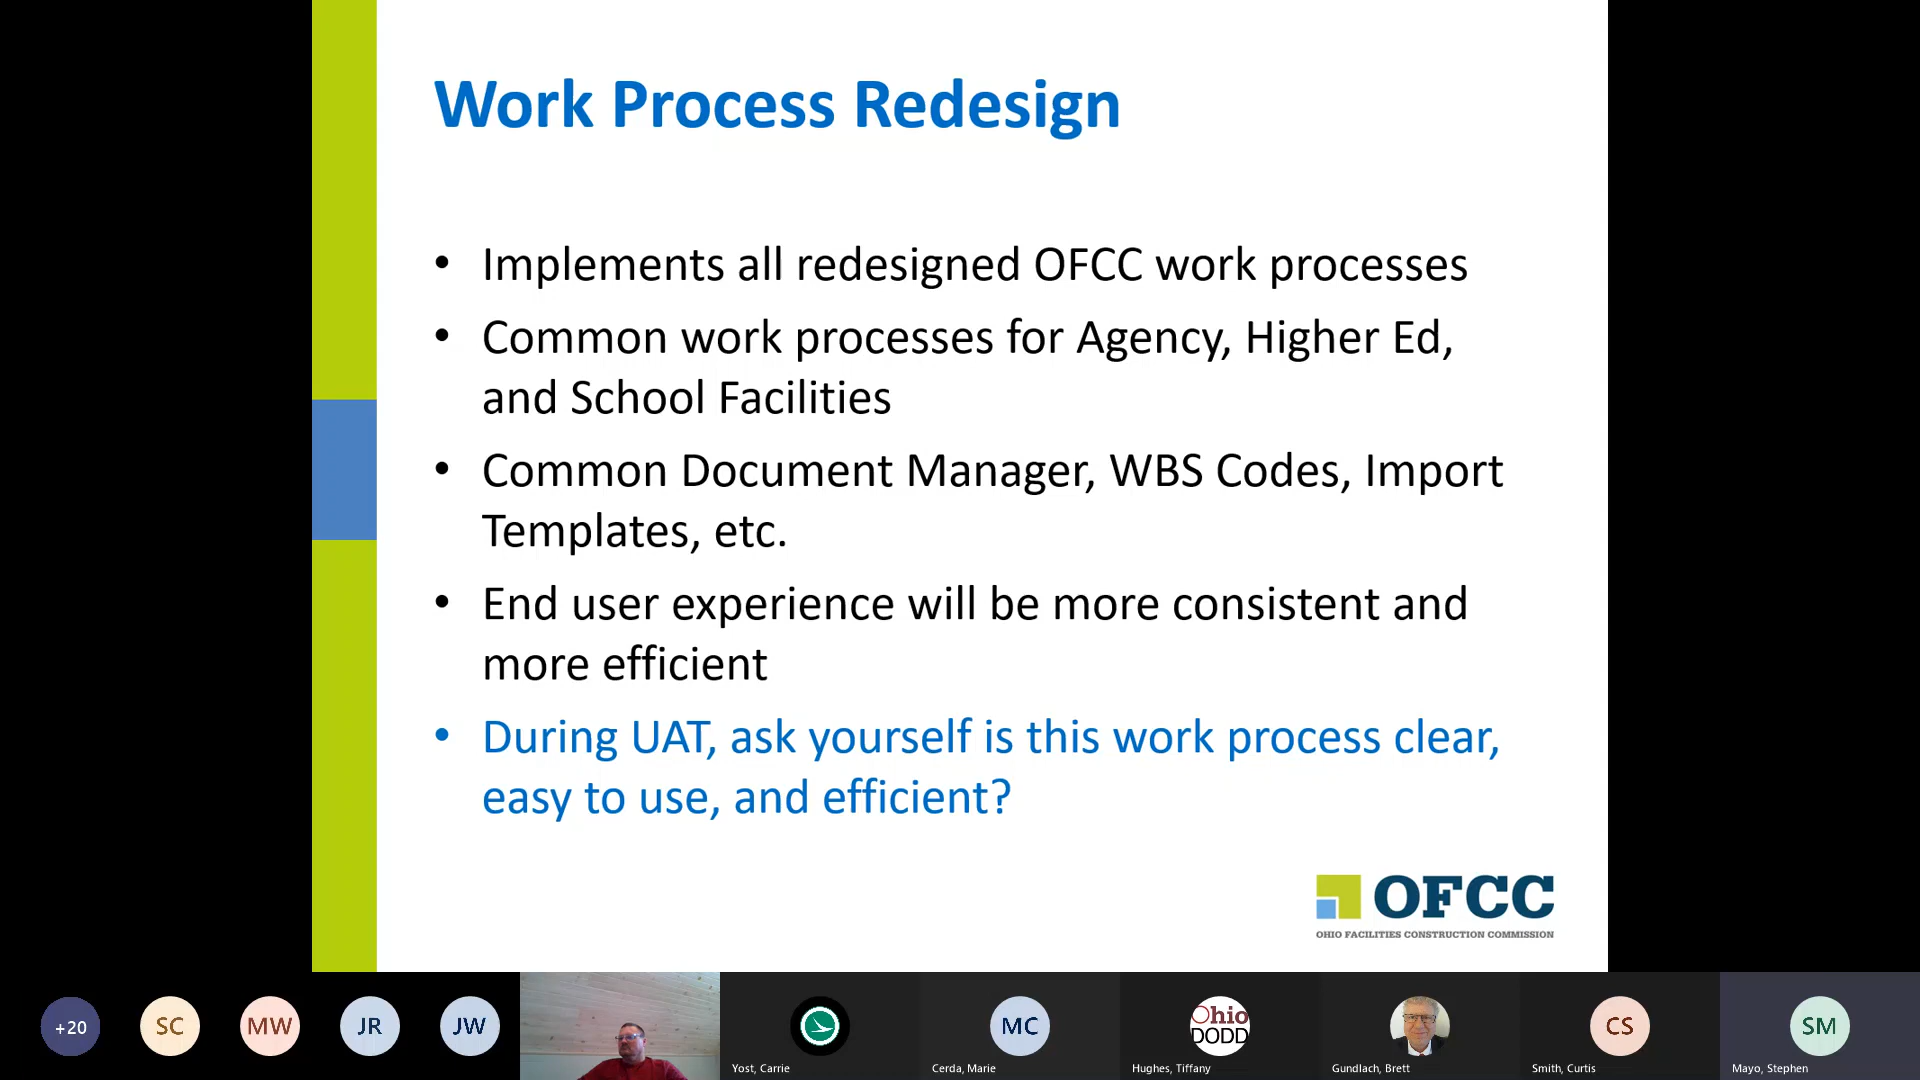 Work Process Redesign
• Implements all redesigned OFCC work processes
• Common work processes for Agency, Higher Ed,
and School Facilities
• Common Document Manager, WBS Codes, Import
Templates, etc.
• End user experience will be more consistent and
more efficient
• During UAT, ask yourself is this work process clear,
easy to use, and efficient?
OFCC
OHIO FACILITIES CONSTRUCTION COMMISSION
+20
SC
MW
JR
JW
MC
Ohio
DODD
CS
SM
Yost, Carrie
Cerda, Marie
Hughes, Tiffany
Gundlach, Brett
Smith, Curtis
Mayo, Stephen